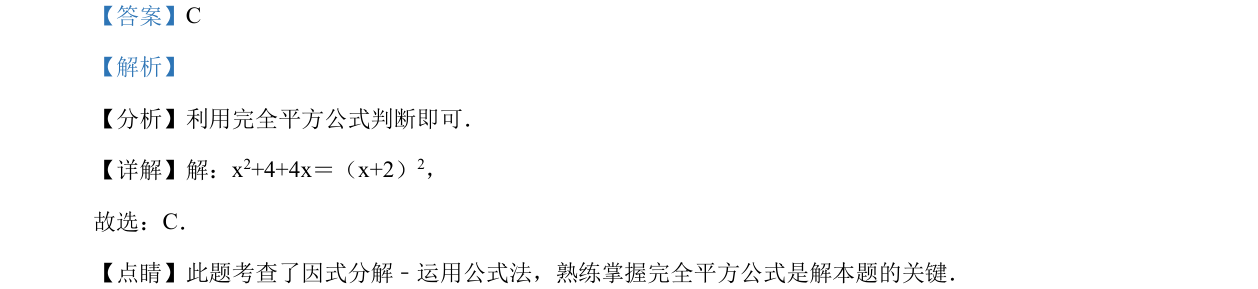 【答案】C
【解析】
【分析】利用完全平方公式判断即可．
【详解】解：x²+4+4x＝（x+2）²，
故选：C．
【点睛】此题考查了因式分解﹣运用公式法，熟练掌握完全平方公式是解本题的关键．